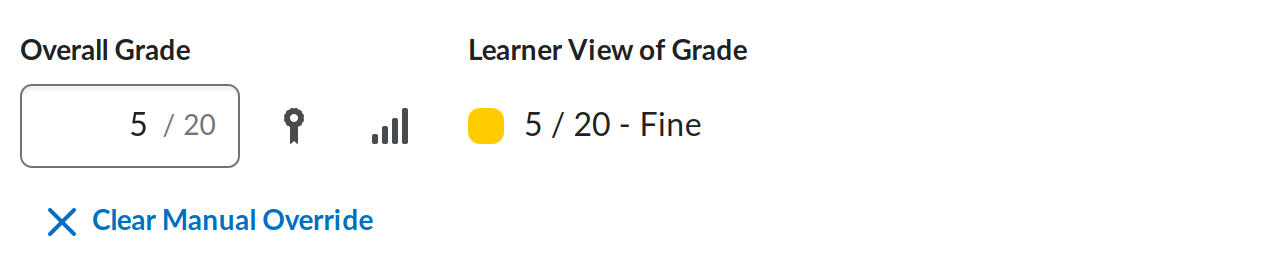 Overall Grade
Learner View of Grade
5 / 20
5 / 20 - Fine
Clear Manual Override